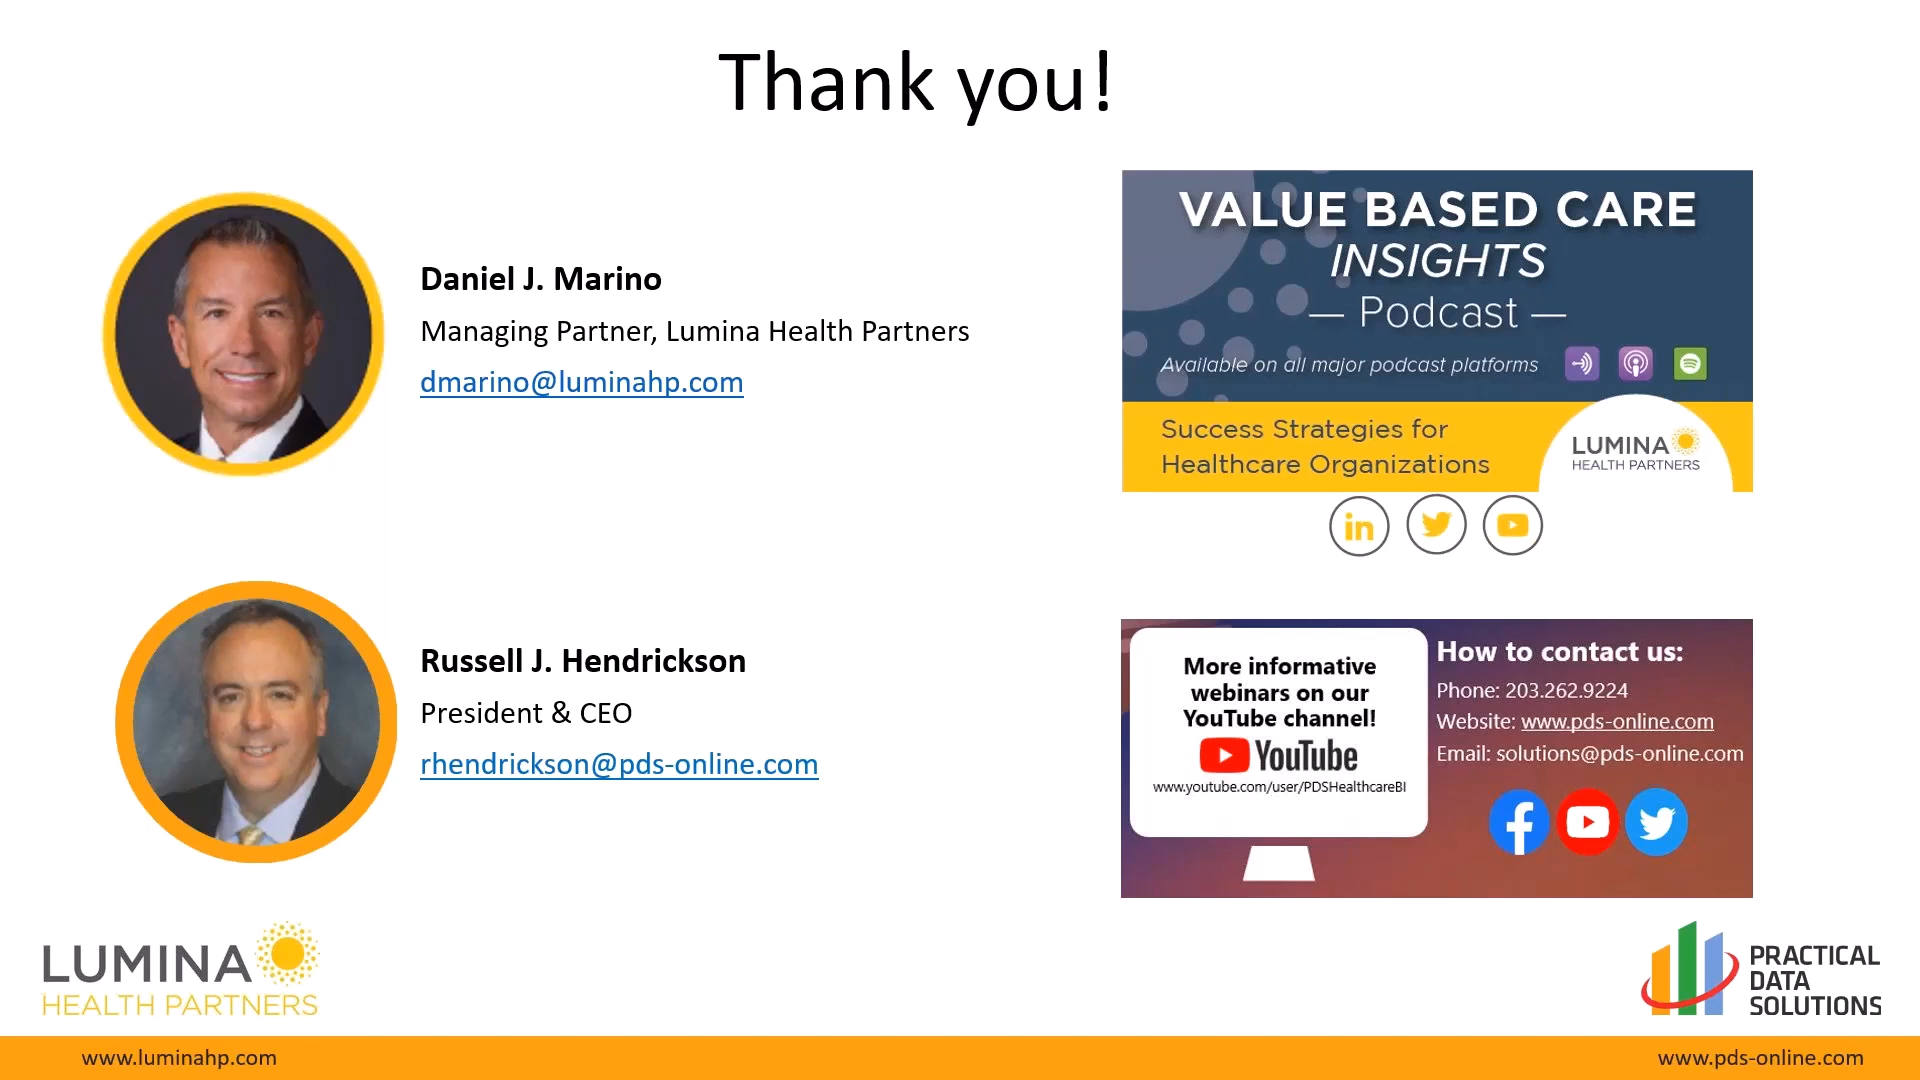 Thank you!
Daniel J. Marino
Managing Partner, Lumina Health Partners
dmarino@luminahp.com
VALUE BASED CARE
INSIGHTS
— Podcast —
Available on all major podcast platforms
Success Strategies for
Healthcare Organizations
LUMINA
HEALTH PARTNERS
in
Russell J. Hendrickson
President & CEO
rhendrickson@pds-online.com
More informative
webinars on our
YouTube channel!
YouTube
www.youtube.com/user/PDSHealthcareBI
How to contact us:
Phone: 203.262.9224
Website: www.pds-online.com
Email: solutions@pds-online.com
LUMINA
HEALTH PARTNERS
PRACTICAL
DATA
SOLUTIONS
www.luminahp.com
www.pds-online.com